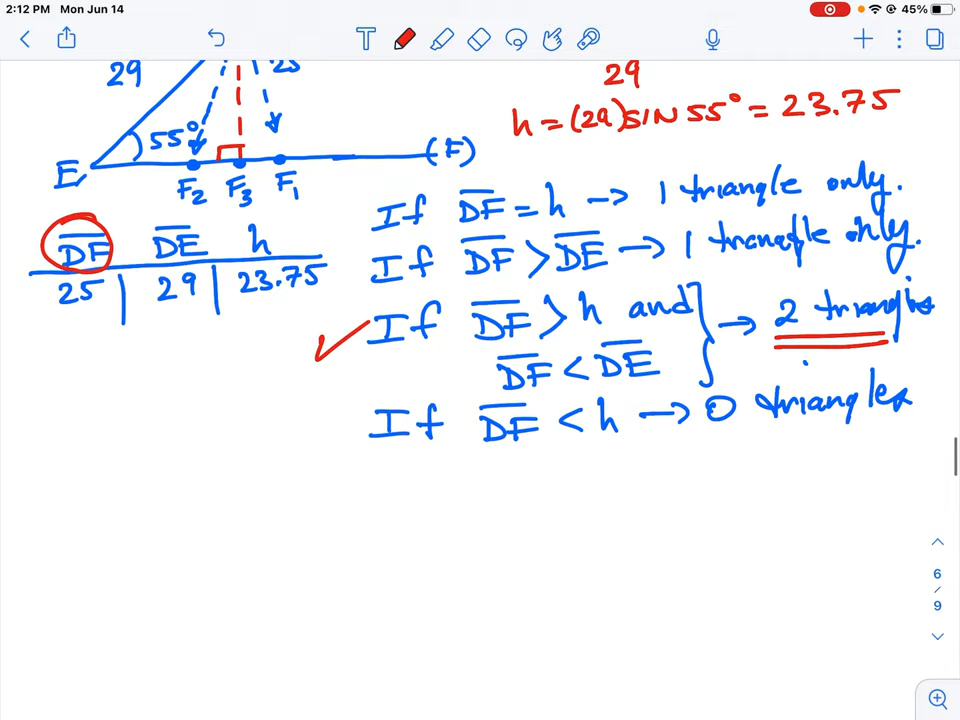 2:12 PM Mon Jun 14
45%
T
29
25
29
h = (29) SIN 55° = 23.75
55°
E
(F)
F2 F3 F1
DF DE h
25 29 23.75
If DF = h → 1 triangle only.
If DF > DE → 1 triangle only.
If DF > h and
DF < DE
→ 2 triangles
If DF < h → 0 triangles
6
/
9